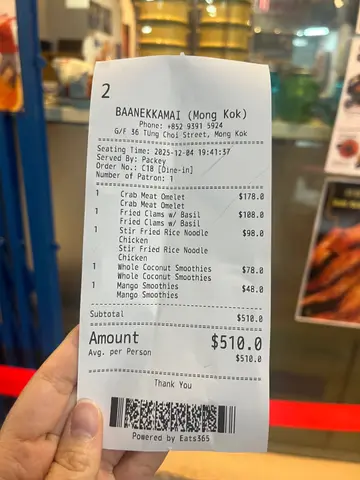 2
BAANEKKAMAI (Mong Kok)
Phone: +852 9391 5924
G/F 36 TUng Choi Street, Mong Kok
Seating Time: 2025-12-04 19:41:37
Served By: Packey
Order No.: C18 [Dine-in]
Number of Patron: 1
1 Crab Meat Omelet $178.0
Crab Meat Omelet
1 Fried Clams w/ Basil $108.0
Fried Clams w/ Basil
1 Stir Fried Rice Noodle $98.0
Chicken
Stir Fried Rice Noodle
Chicken
1 Whole Coconut Smoothies $78.0
Whole Coconut Smoothies
1 Mango Smoothies $48.0
Mango Smoothies
Subtotal $510.0
Amount $510.0
Avg. per Person $510.0
Thank You
Powered by Eats365